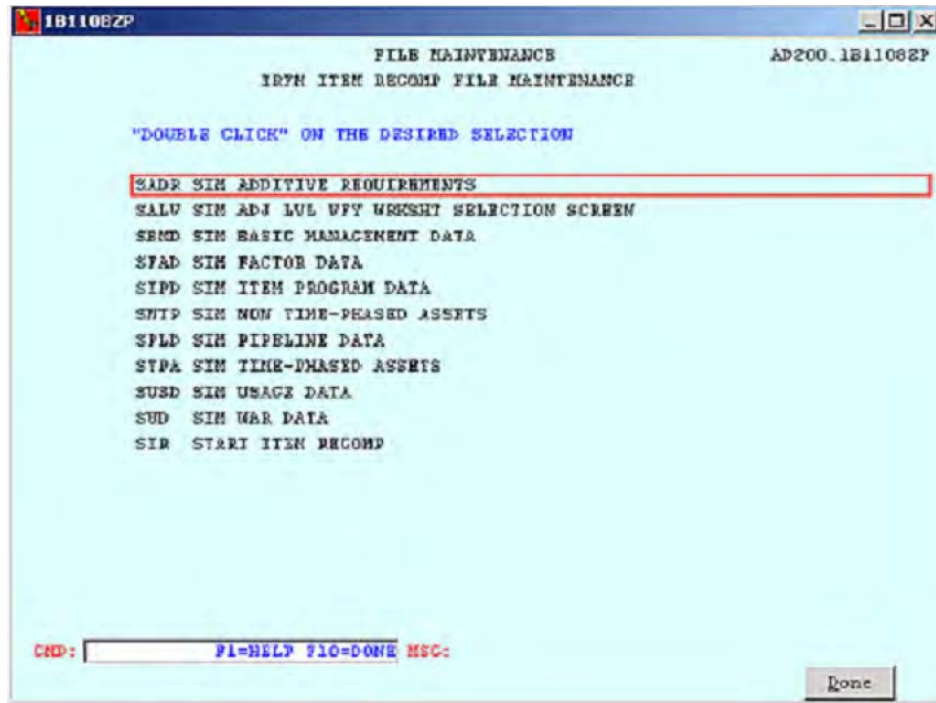 1B1108ZP
FILE MAINTENANCE
AD200.1B1108ZP
IRFM ITEM RECOMP FILE MAINTENANCE
"DOUBLE CLICK" ON THE DESIRED SELECTION
SADR SIM ADDITIVE REQUIREMENTS
SALW SIM ADJ LVL WFY WRKSHT SELECTION SCREEN
SBMD SIM BASIC MANAGEMENT DATA
SFAD SIM FACTOR DATA
SIPD SIM ITEM PROGRAM DATA
SNTP SIM NON TIME-PHASED ASSETS
SPLD SIM PIPELINE DATA
STPA SIM TIME-PHASED ASSETS
SUSD SIM USAGE DATA
SWD SIM WAR DATA
SIR START ITEM RECOMP
CMD: F1=HELP F10=DONE MSG:
Done